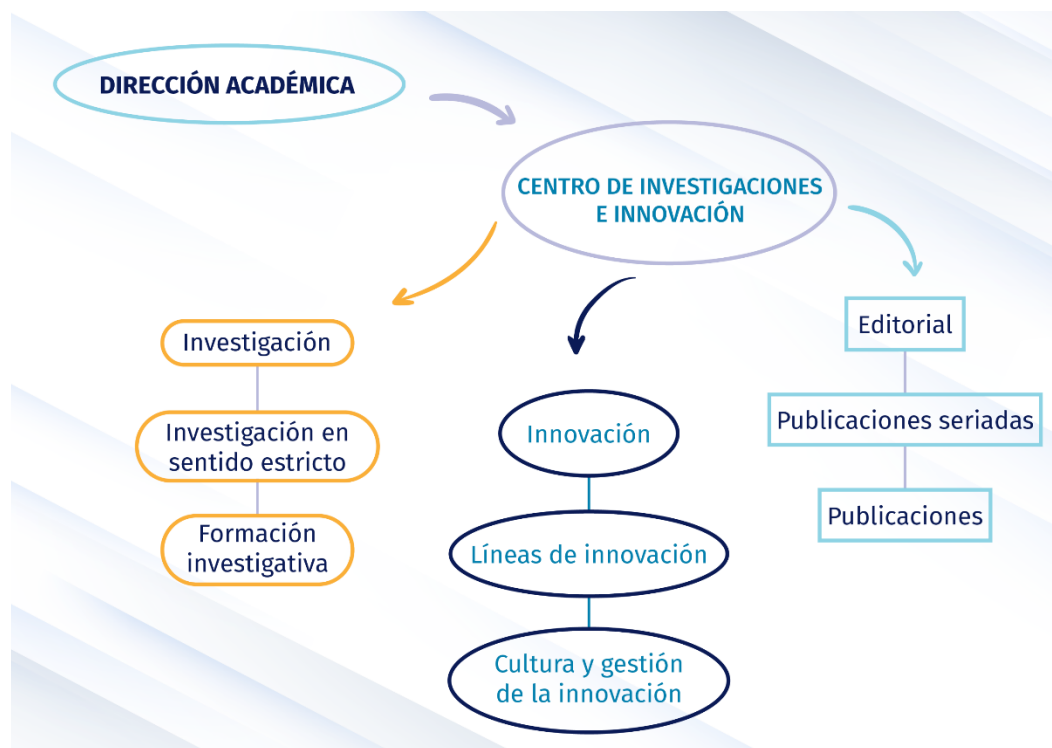 DIRECCIÓN ACADÉMICA
CENTRO DE INVESTIGACIONES
E INNOVACIÓN
Investigación
Investigación en
sentido estricto
Formación
investigativa
Innovación
Líneas de innovación
Cultura y gestión
de la innovación
Editorial
Publicaciones seriadas
Publicaciones